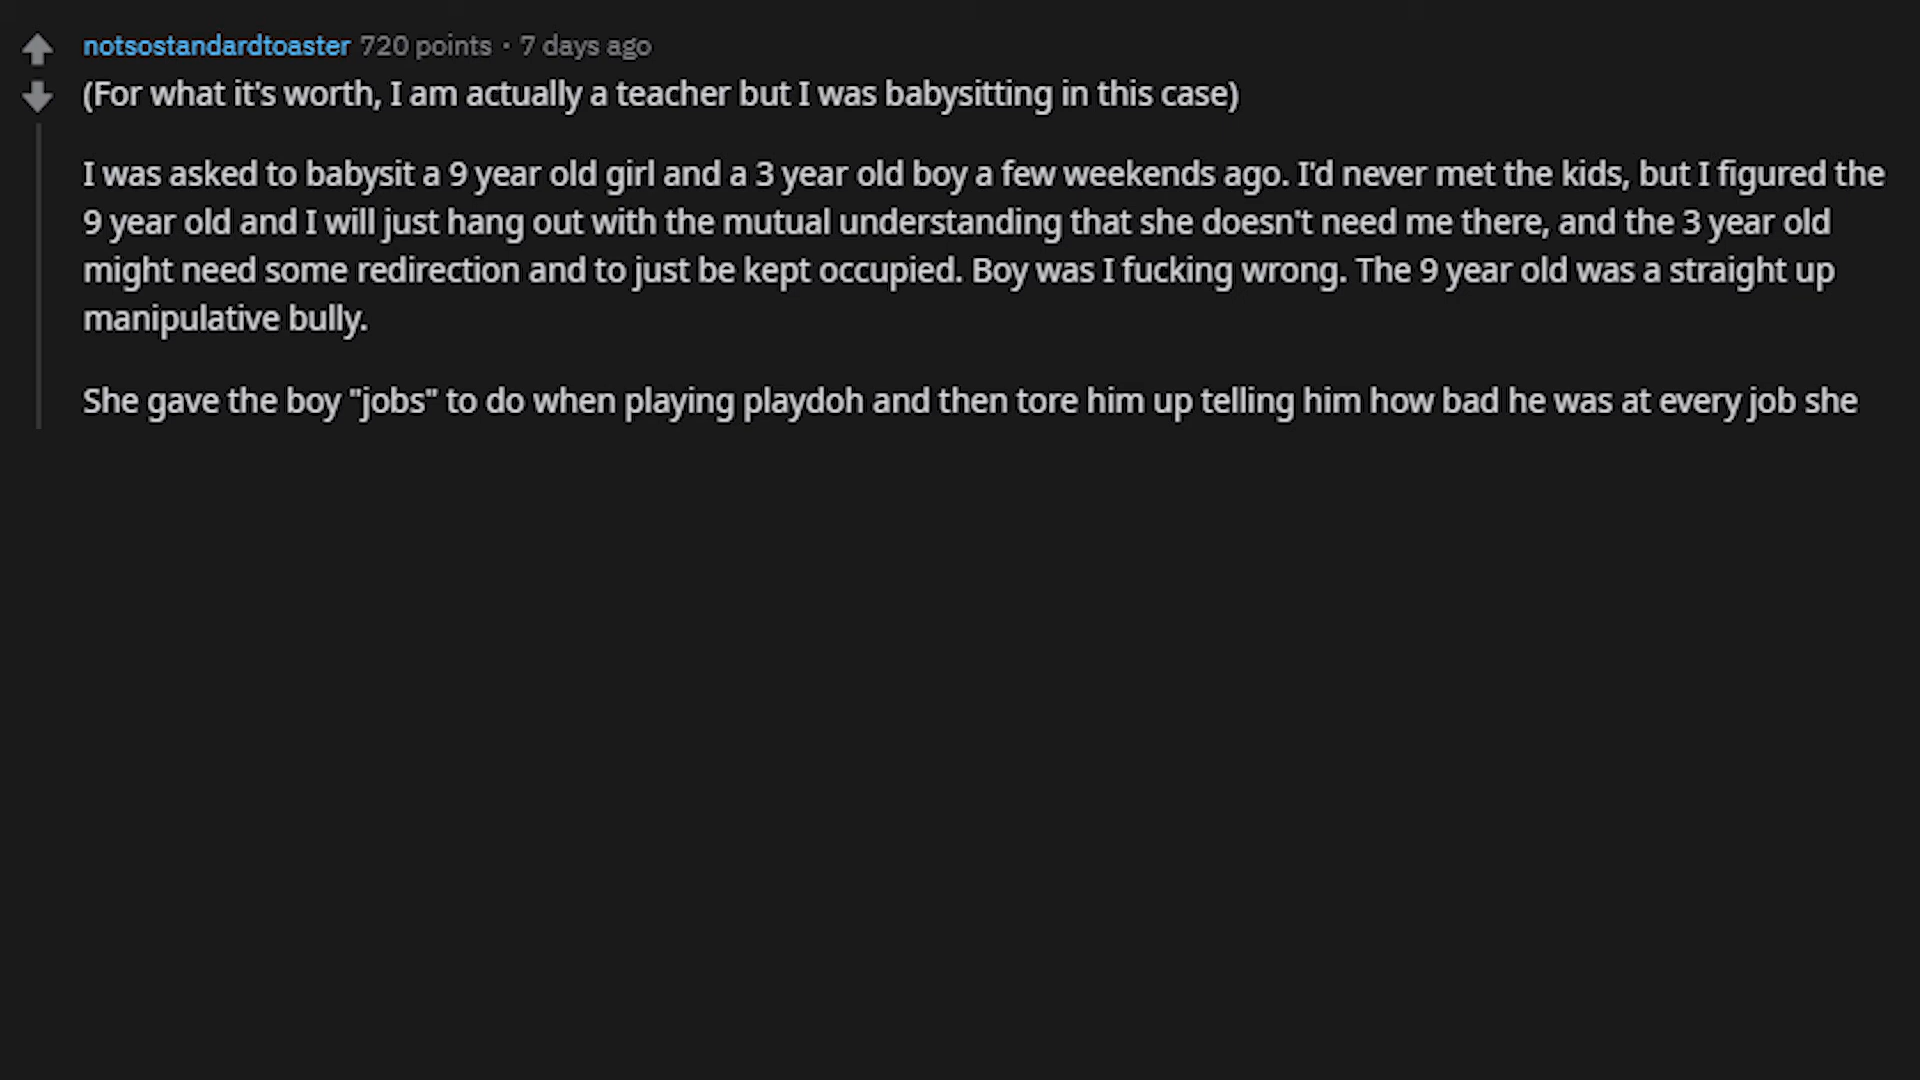 notsostandardtoaster 720 points · 7 days ago
(For what it's worth, I am actually a teacher but I was babysitting in this case)
I was asked to babysit a 9 year old girl and a 3 year old boy a few weekends ago. I'd never met the kids, but I figured the
9 year old and I will just hang out with the mutual understanding that she doesn't need me there, and the 3 year old
might need some redirection and to just be kept occupied. Boy was I fucking wrong. The 9 year old was a straight up
manipulative bully.
She gave the boy "jobs" to do when playing playdoh and then tore him up telling him how bad he was at every job she